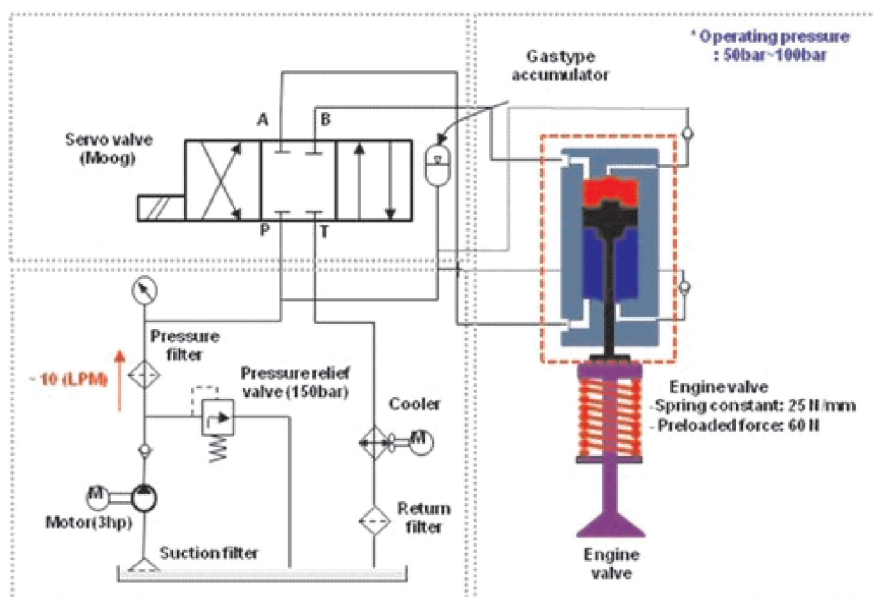 * Operating pressure
: 50bar~100bar
Gastype
accumulator
A
B
Servo valve
(Moog)
P
T
Pressure
filter
~ 10 (LPM)
Pressure relief
valve (150bar)
Cooler
M
Engine valve
- Spring constant: 25 N/mm
- Preloaded force: 60 N
M
Motor(3hp)
Return
filter
Suction filter
Engine
valve